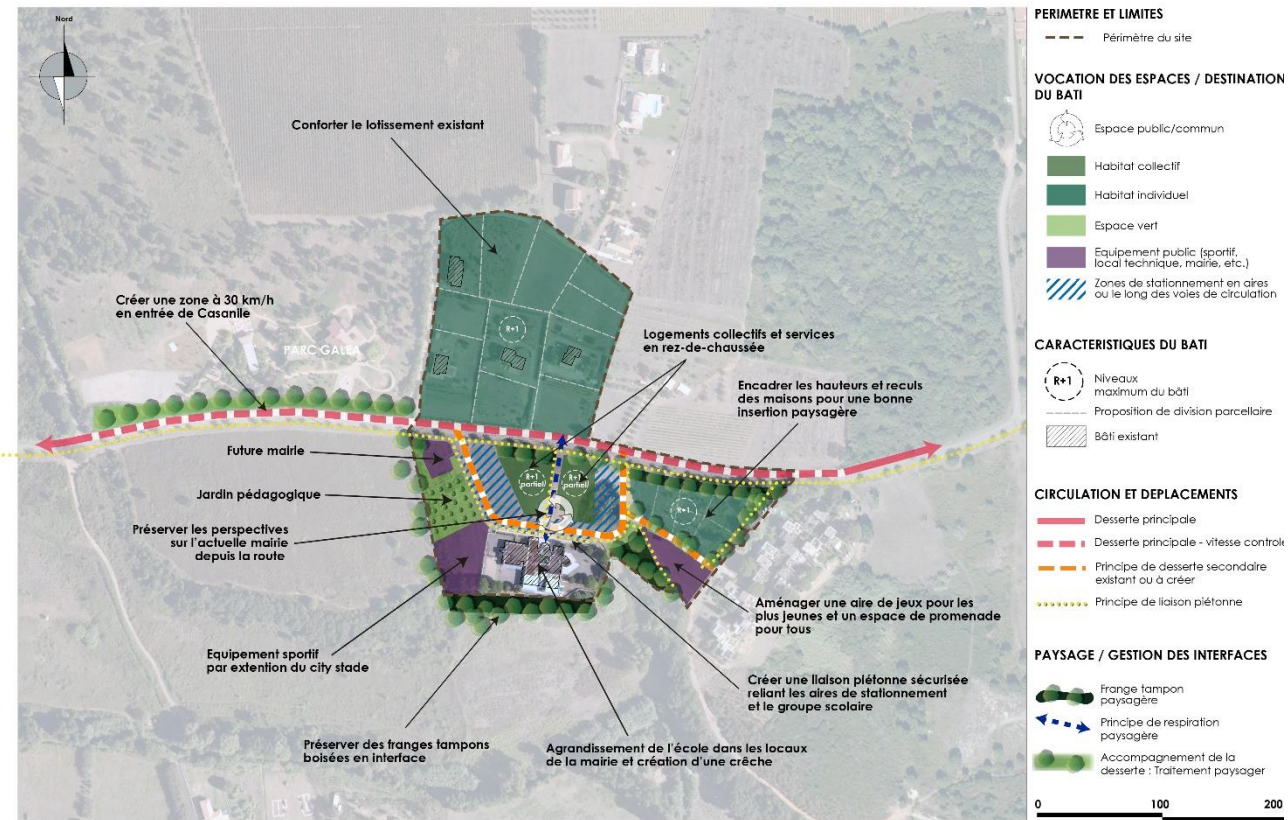 Nord
Conforter le lotissement existant
Créer une zone à 30 km/h
en entrée de Casanile
PARC GALEA
R+1
Logements collectifs et services
en rez-de-chaussée
Encadrer les hauteurs et reculs
des maisons pour une bonne
insertion paysagère
Future mairie
Jardin pédagogique
Préserver les perspectives
sur l'actuelle mairie
depuis la route
R+1
(partiel)
R+1
(partiel)
R+1
Aménager une aire de jeux pour les
plus jeunes et un espace de promenade
pour tous
Equipement sportif
par extention du city stade
Créer une liaison piétonne sécurisée
reliant les aires de stationnement
et le groupe scolaire
Préserver des franges tampons
boisées en interface
Agrandissement de l'école dans les locaux
de la mairie et création d'une crêche
PERIMETRE ET LIMITES
Périmètre du site
VOCATION DES ESPACES / DESTINATION
DU BATI
Espace public/commun
Habitat collectif
Habitat individuel
Espace vert
Equipement public (sportif,
local technique, mairie, etc.)
Zones de stationnement en aires
ou le long des voies de circulation
CARACTERISTIQUES DU BATI
R+1
Niveaux
maximum du bâti
Proposition de division parcellaire
Bâti existant
CIRCULATION ET DEPLACEMENTS
Desserte principale
Desserte principale - vitesse controlé
Principe de desserte secondaire
existant ou à créer
Principe de liaison piétonne
PAYSAGE / GESTION DES INTERFACES
Frange tampon
paysagère
Principe de respiration
paysagère
Accompagnement de la
desserte : Traitement paysager
0 100 200